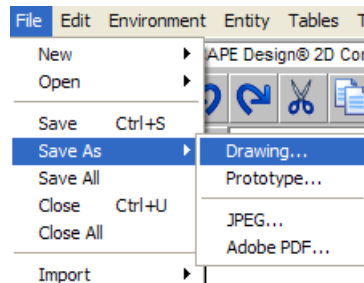 File Edit Environment Entity Tables
New
APE Design® 2D
Open
Save Ctrl+S
Save As
Drawing...
Save All
Prototype...
Close Ctrl+U
JPEG...
Close All
Adobe PDF...
Import